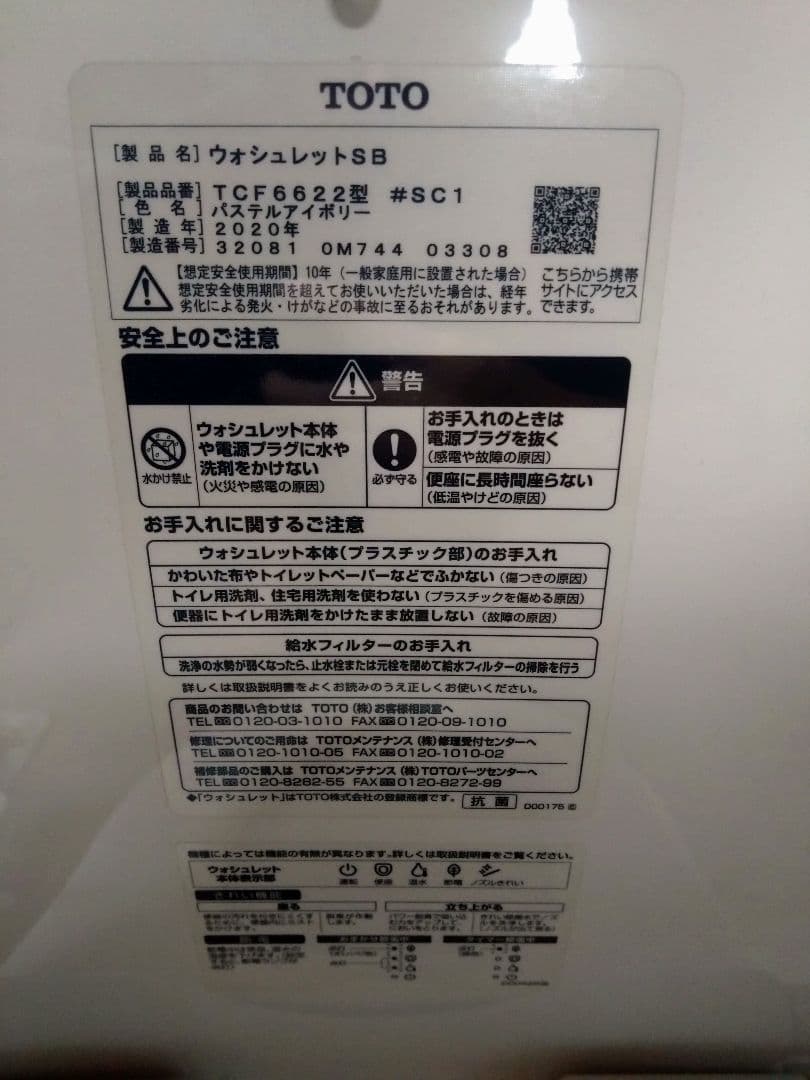 TOTO
[製 品 名] ウォシュレットSB
[製品品番] TCF6622型 #SC1
[色 名] パステルアイボリー
[製 造 年] 2020年
[製造番号] 32081 0M744 03308
【想定安全使用期間】10年（一般家庭用に設置された場合）
想定安全使用期間を超えてお使いいただいた場合は、経年
劣化による発火・けがなどの事故に至るおそれがあります。
こちらから携帯
サイトにアクセス
できます。
安全上のご注意
警告
水かけ禁止
ウォシュレット本体
や電源プラグに水や
洗剤をかけない
（火災や感電の原因）
必ず守る
お手入れのときは
電源プラグを抜く
（感電や故障の原因）
便座に長時間座らない
（低温やけどの原因）
お手入れに関するご注意
ウォシュレット本体（プラスチック部）のお手入れ
かわいた布やトイレットペーパーなどでふかない（傷つきの原因）
トイレ用洗剤、住宅用洗剤を使わない（プラスチックを傷める原因）
便器にトイレ用洗剤をかけたまま放置しない（故障の原因）
給水フィルターのお手入れ
洗浄の水勢が弱くなったら、止水栓または元栓を閉めて給水フィルターの掃除を行う
詳しくは取扱説明書をよくお読みのうえ正しくお使いください。
商品のお問い合わせは TOTO（株）お客様相談室へ
TEL 0120-03-1010 FAX 0120-09-1010
修理についてのご用命は TOTOメンテナンス（株）修理受付センターへ
TEL 0120-1010-05 FAX 0120-1010-02
補修部品のご購入は TOTOメンテナンス（株）TOTOパーツセンターへ
TEL 0120-8282-55 FAX 0120-8272-99
◆「ウォシュレット」はTOTO株式会社の登録商標です。 抗菌 D00175
機種によっては機能の有無が異なります。詳しくは取扱説明書をご覧ください。
ウォシュレット
本体表示部
運転 便座 温水 節電 ノズルきれい
きれい機能
座る
立ち上がる
節電
おまかせ節電中
タイマー節電中